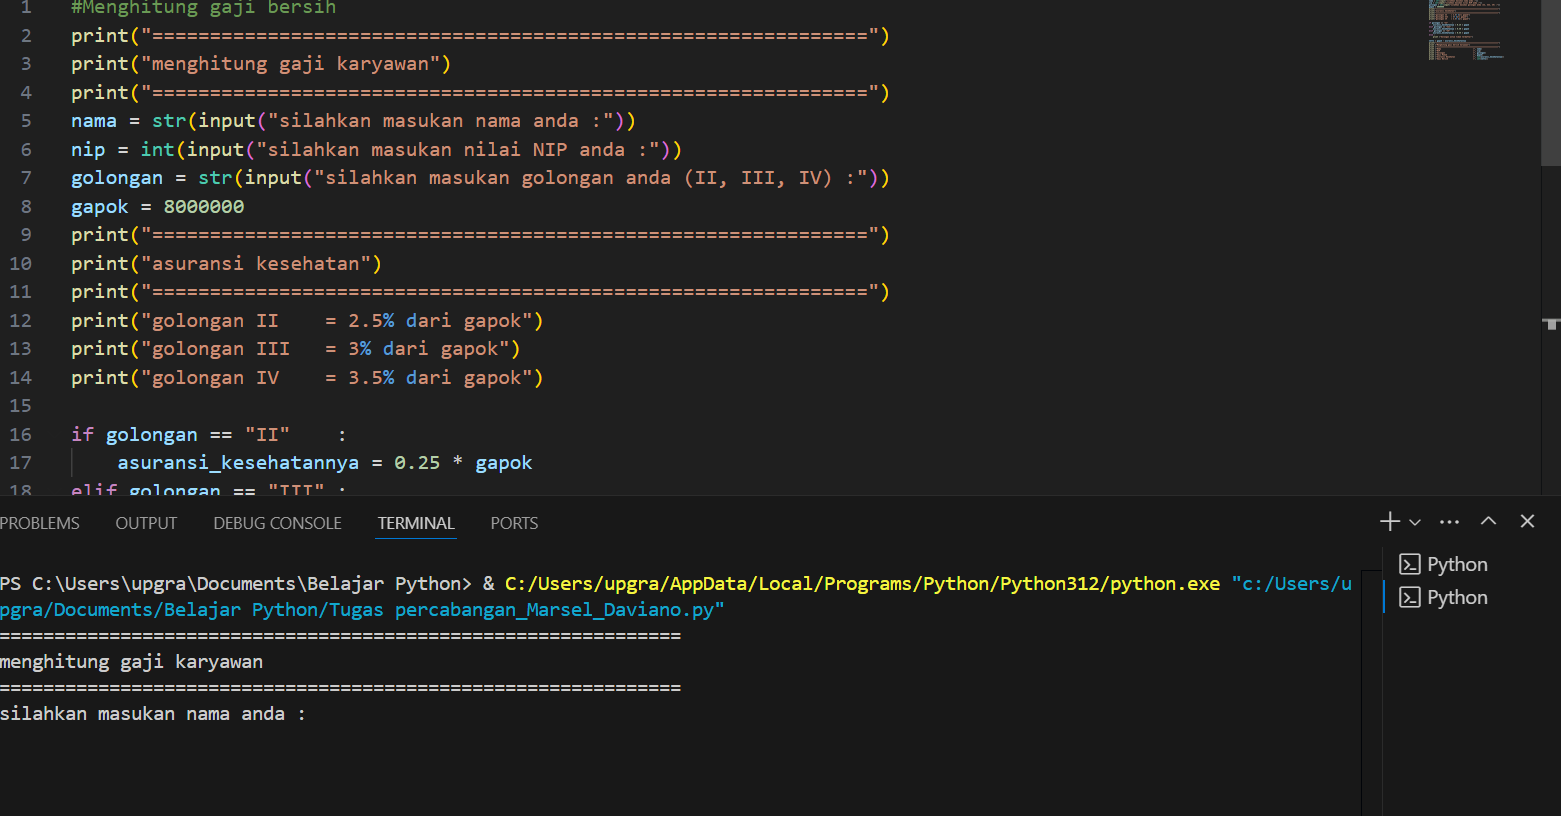 1 #Menghitung gaji bersih
2 print("==============================================================")
3 print("menghitung gaji karyawan")
4 print("==============================================================")
5 nama = str(input("silahkan masukan nama anda :"))
6 nip = int(input("silahkan masukan nilai NIP anda :"))
7 golongan = str(input("silahkan masukan golongan anda (II, III, IV) :"))
8 gapok = 8000000
9 print("==============================================================")
10 print("asuransi kesehatan")
11 print("==============================================================")
12 print("golongan II    = 2.5% dari gapok")
13 print("golongan III   = 3% dari gapok")
14 print("golongan IV    = 3.5% dari gapok")
15
16 if golongan == "II"    :
17     asuransi_kesehatannya = 0.25 * gapok
18 elif golongan == "III" :
PROBLEMS OUTPUT DEBUG CONSOLE TERMINAL PORTS
PS C:\Users\upgra\Documents\Belajar Python> & C:/Users/upgra/AppData/Local/Programs/Python/Python312/python.exe "c:/Users/u
pgra/Documents/Belajar Python/Tugas percabangan_Marsel_Daviano.py"
==============================================================
menghitung gaji karyawan
==============================================================
silahkan masukan nama anda :
Python
Python